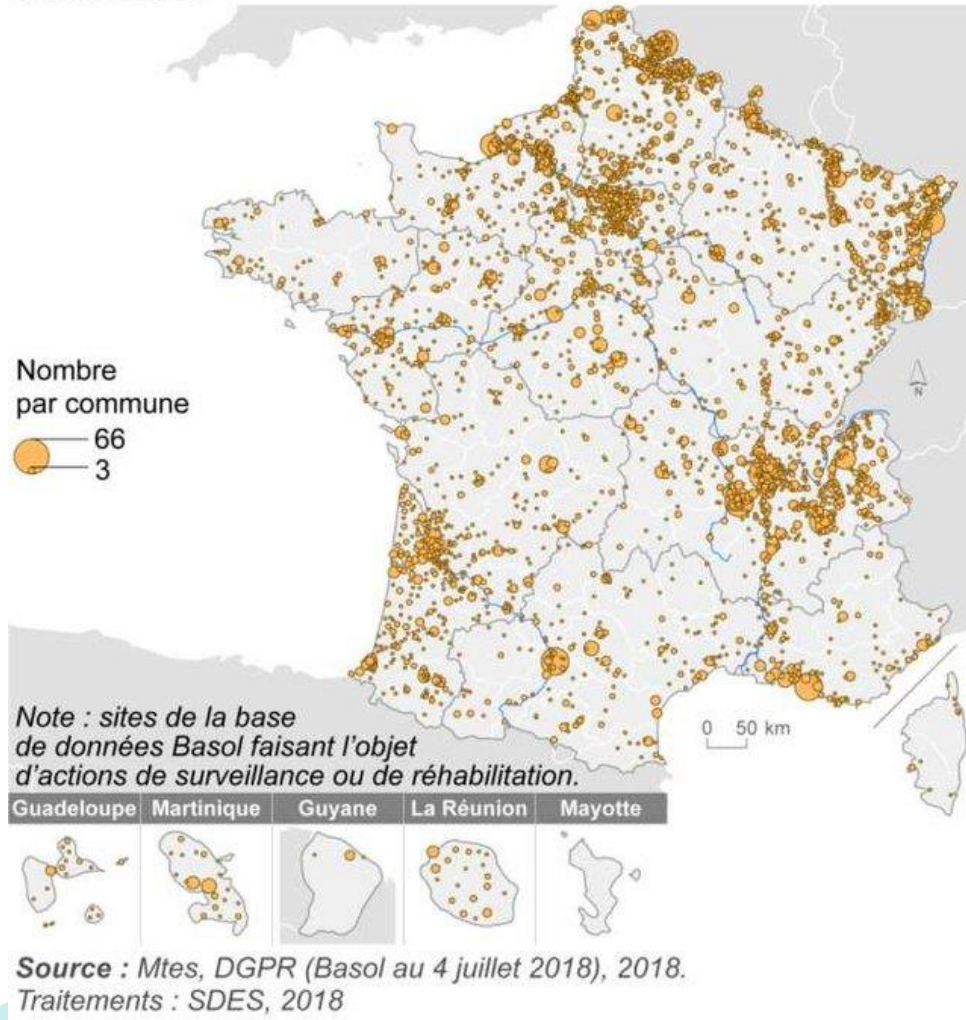 Nombre
par commune
66
3
N
0 50 km
Note : sites de la base
de données Basol faisant l'objet
d'actions de surveillance ou de réhabilitation.
Guadeloupe Martinique Guyane La Réunion Mayotte
Source : Mtes, DGPR (Basol au 4 juillet 2018), 2018.
Traitements : SDES, 2018